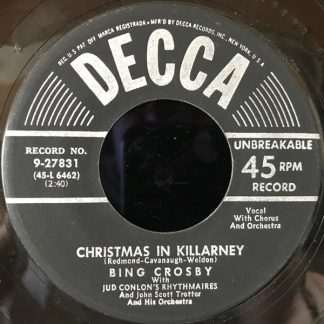 REG. U.S. PAT. OFF. MARCA REGISTRADA • MF'D BY DECCA RECORDS, INC., NEW YORK, U.S.A.
DECCA
RECORD NO.
9-27831
(45-L 6462)
(2:40)
UNBREAKABLE
45 RPM
RECORD
Vocal
With Chorus
And Orchestra
CHRISTMAS IN KILLARNEY
(Redmond-Cavanaugh-Weldon)
BING CROSBY
With
JUD CONLON'S RHYTHMAIRES
And John Scott Trotter
And His Orchestra